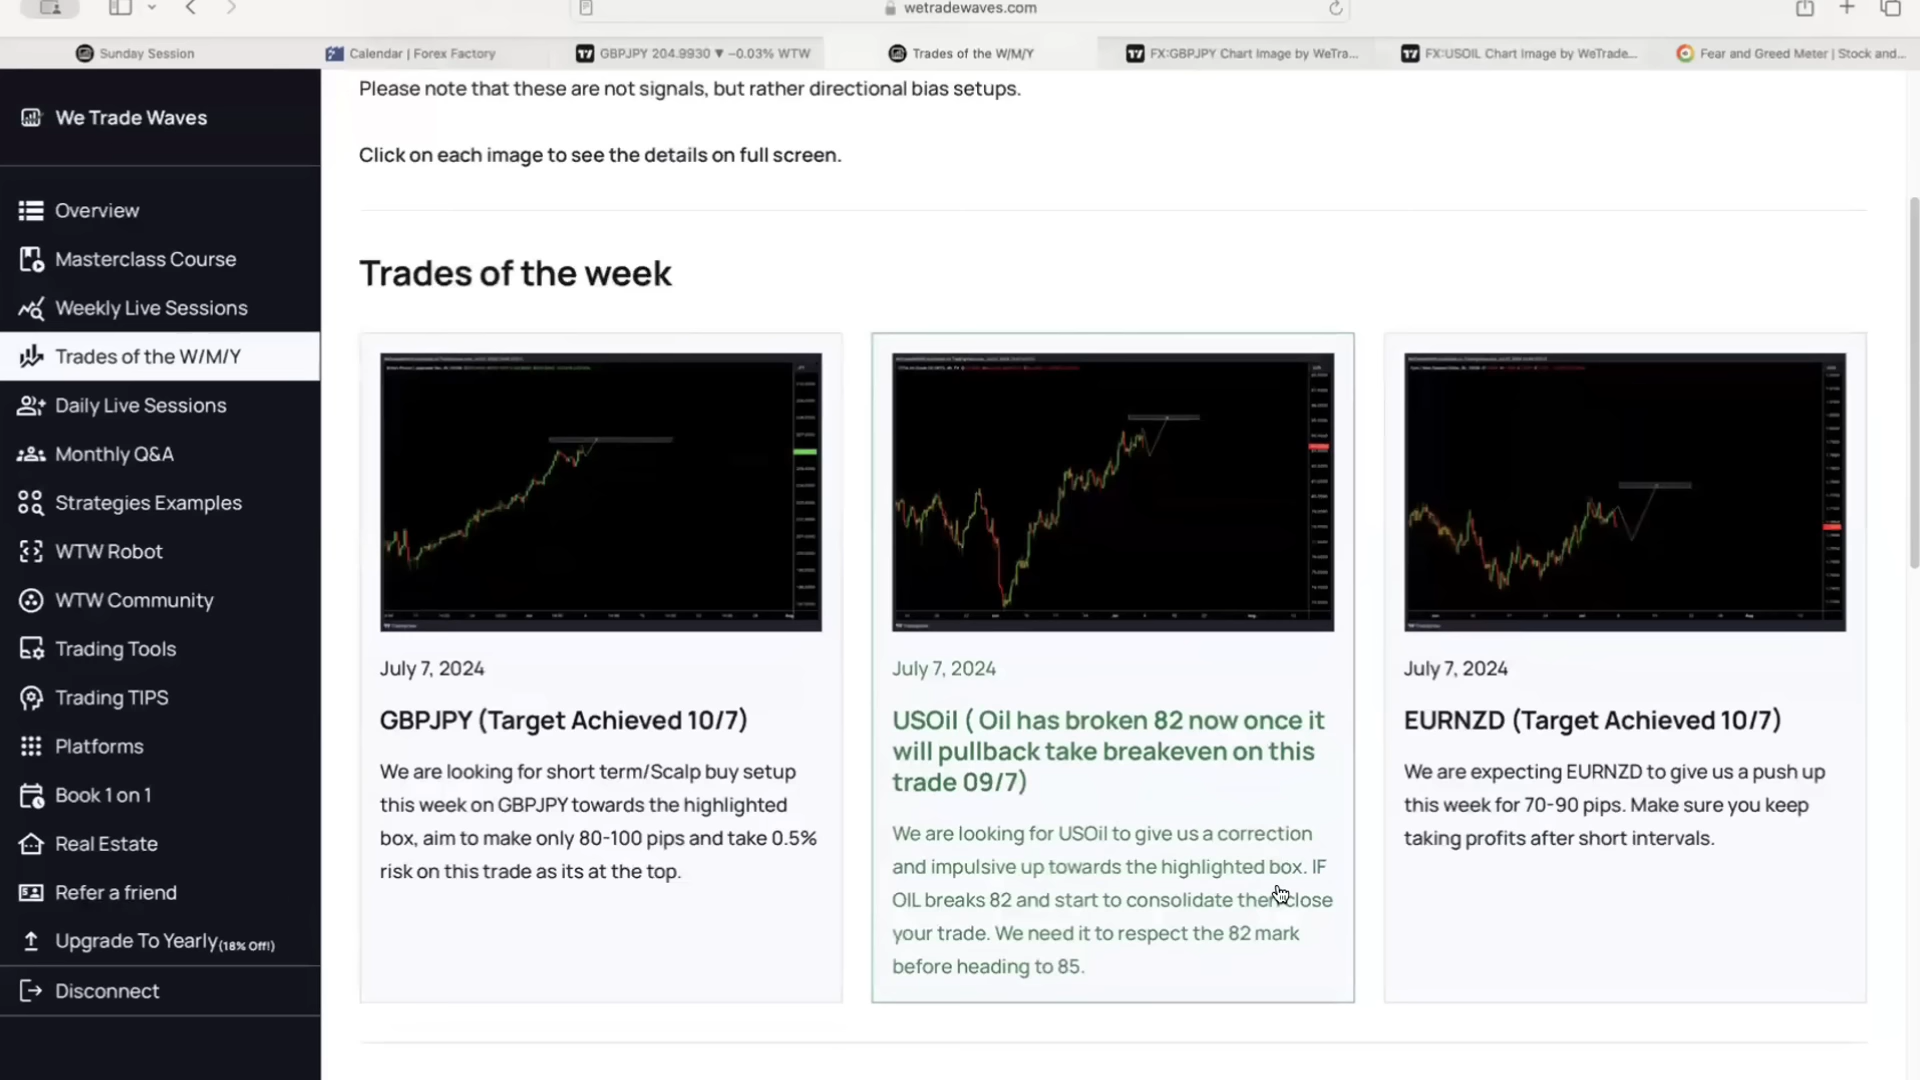 wetradewaves.com
Sunday Session
Calendar | Forex Factory
GBPJPY 204.9930 ▼ −0.03% WTW
Trades of the W/M/Y
FX:GBPJPY Chart Image by WeTra...
FX:USOIL Chart Image by WeTrade...
Fear and Greed Meter | Stock and...
We Trade Waves
Overview
Masterclass Course
Weekly Live Sessions
Trades of the W/M/Y
Daily Live Sessions
Monthly Q&A
Strategies Examples
WTW Robot
WTW Community
Trading Tools
Trading TIPS
Platforms
Book 1 on 1
Real Estate
Refer a friend
Upgrade To Yearly(18% Off!)
Disconnect
Please note that these are not signals, but rather directional bias setups.
Click on each image to see the details on full screen.
Trades of the week
July 7, 2024
GBPJPY (Target Achieved 10/7)
We are looking for short term/Scalp buy setup
this week on GBPJPY towards the highlighted
box, aim to make only 80-100 pips and take 0.5%
risk on this trade as its at the top.
July 7, 2024
USOil ( Oil has broken 82 now once it
will pullback take breakeven on this
trade 09/7)
We are looking for USOil to give us a correction
and impulsive up towards the highlighted box. IF
OIL breaks 82 and start to consolidate then close
your trade. We need it to respect the 82 mark
before heading to 85.
July 7, 2024
EURNZD (Target Achieved 10/7)
We are expecting EURNZD to give us a push up
this week for 70-90 pips. Make sure you keep
taking profits after short intervals.